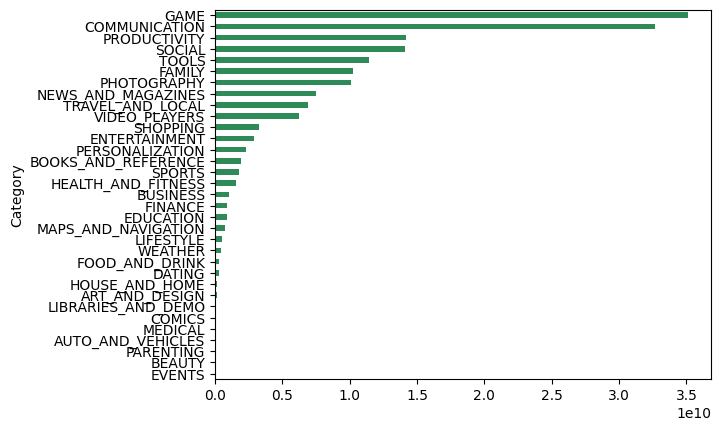 GAME
COMMUNICATION
PRODUCTIVITY
SOCIAL
TOOLS
FAMILY
PHOTOGRAPHY
NEWS_AND_MAGAZINES
TRAVEL_AND_LOCAL
VIDEO_PLAYERS
SHOPPING
ENTERTAINMENT
PERSONALIZATION
BOOKS_AND_REFERENCE
SPORTS
HEALTH_AND_FITNESS
BUSINESS
FINANCE
EDUCATION
MAPS_AND_NAVIGATION
LIFESTYLE
WEATHER
FOOD_AND_DRINK
DATING
HOUSE_AND_HOME
ART_AND_DESIGN
LIBRARIES_AND_DEMO
COMICS
MEDICAL
AUTO_AND_VEHICLES
PARENTING
BEAUTY
EVENTS
Category
0.0 0.5 1.0 1.5 2.0 2.5 3.0 3.5
1e10